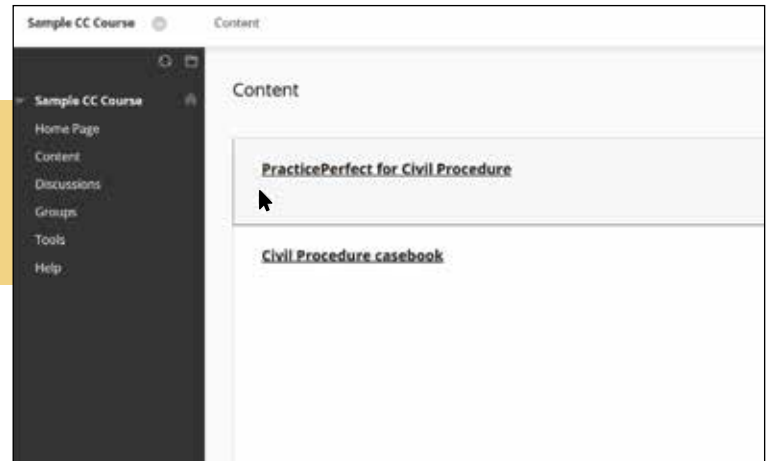 Sample CC Course
Content
Sample CC Course
Home Page
Content
Discussions
Groups
Tools
Help
Content
PracticePerfect for Civil Procedure
Civil Procedure casebook